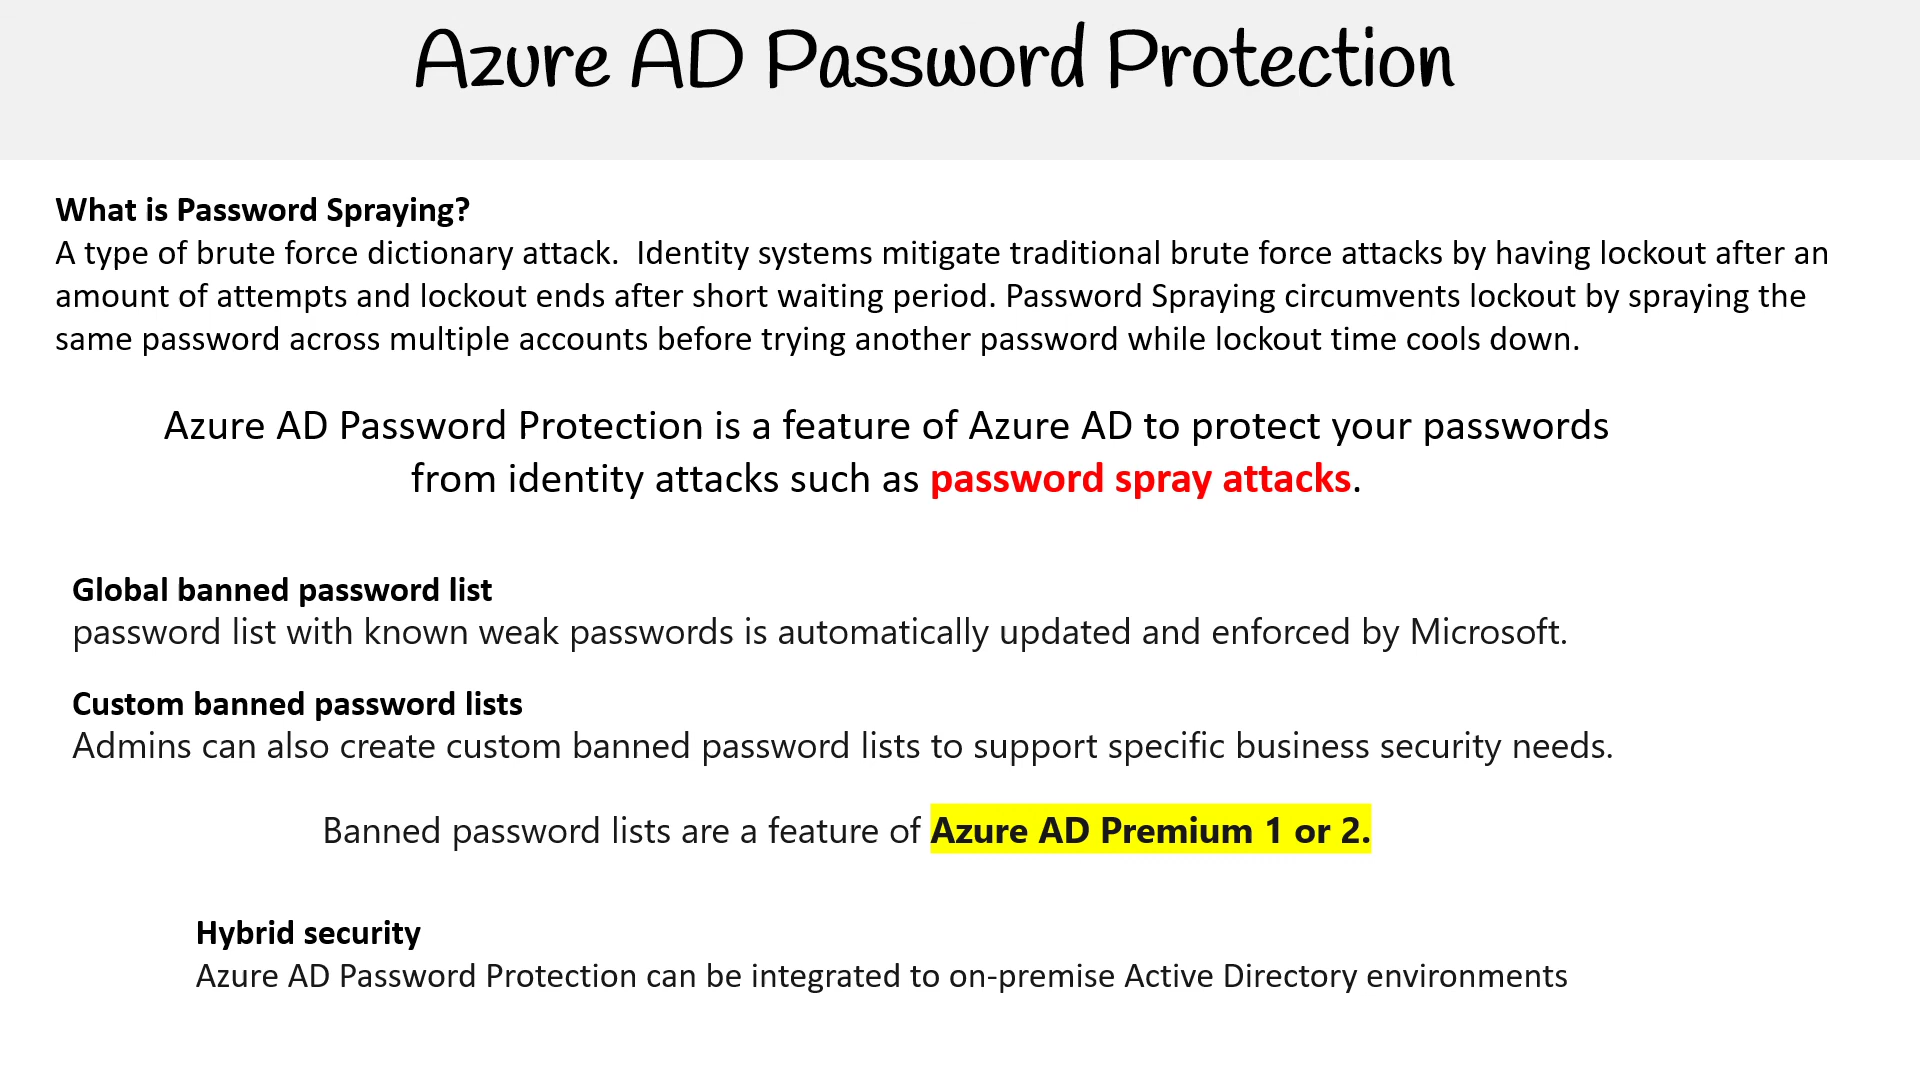 Azure AD Password Protection
What is Password Spraying?
A type of brute force dictionary attack.  Identity systems mitigate traditional brute force attacks by having lockout after an
amount of attempts and lockout ends after short waiting period. Password Spraying circumvents lockout by spraying the
same password across multiple accounts before trying another password while lockout time cools down.
Azure AD Password Protection is a feature of Azure AD to protect your passwords
from identity attacks such as password spray attacks.
Global banned password list
password list with known weak passwords is automatically updated and enforced by Microsoft.
Custom banned password lists
Admins can also create custom banned password lists to support specific business security needs.
Banned password lists are a feature of Azure AD Premium 1 or 2.
Hybrid security
Azure AD Password Protection can be integrated to on-premise Active Directory environments